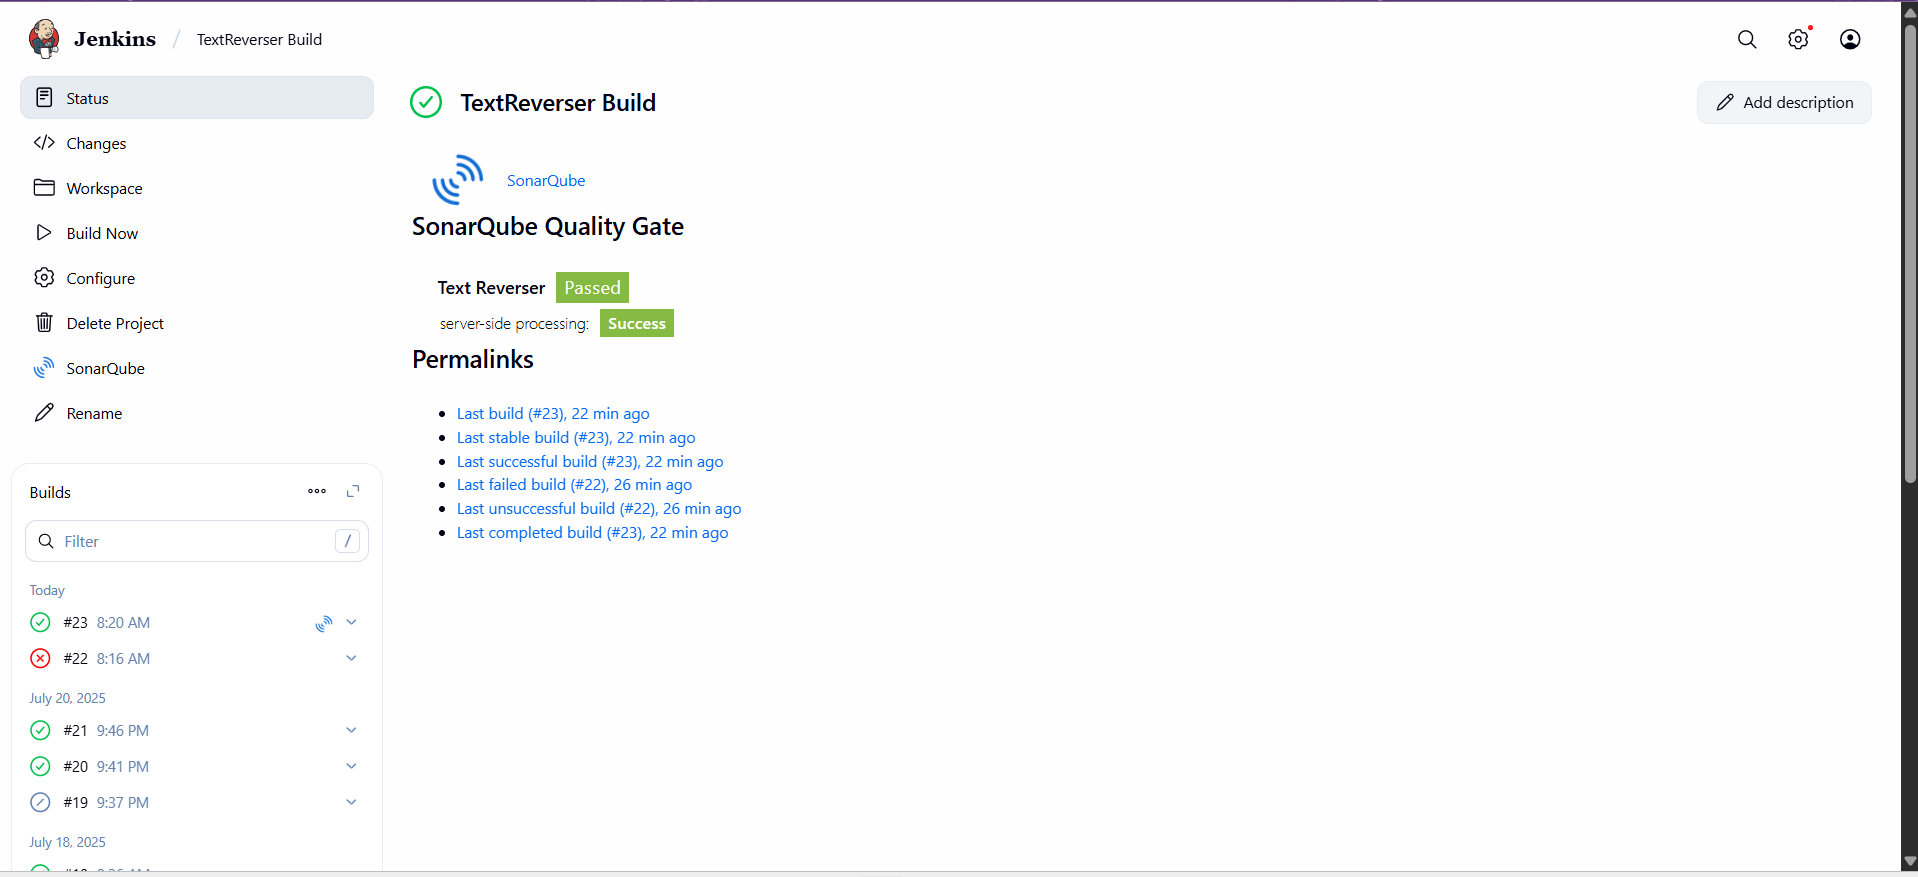 Jenkins / TextReverser Build
Status
Changes
Workspace
Build Now
Configure
Delete Project
SonarQube
Rename
Builds
Filter /
Today
#23 8:20 AM
#22 8:16 AM
July 20, 2025
#21 9:46 PM
#20 9:41 PM
#19 9:37 PM
July 18, 2025
TextReverser Build
Add description
SonarQube
SonarQube Quality Gate
Text Reverser Passed
server-side processing: Success
Permalinks
Last build (#23), 22 min ago
Last stable build (#23), 22 min ago
Last successful build (#23), 22 min ago
Last failed build (#22), 26 min ago
Last unsuccessful build (#22), 26 min ago
Last completed build (#23), 22 min ago